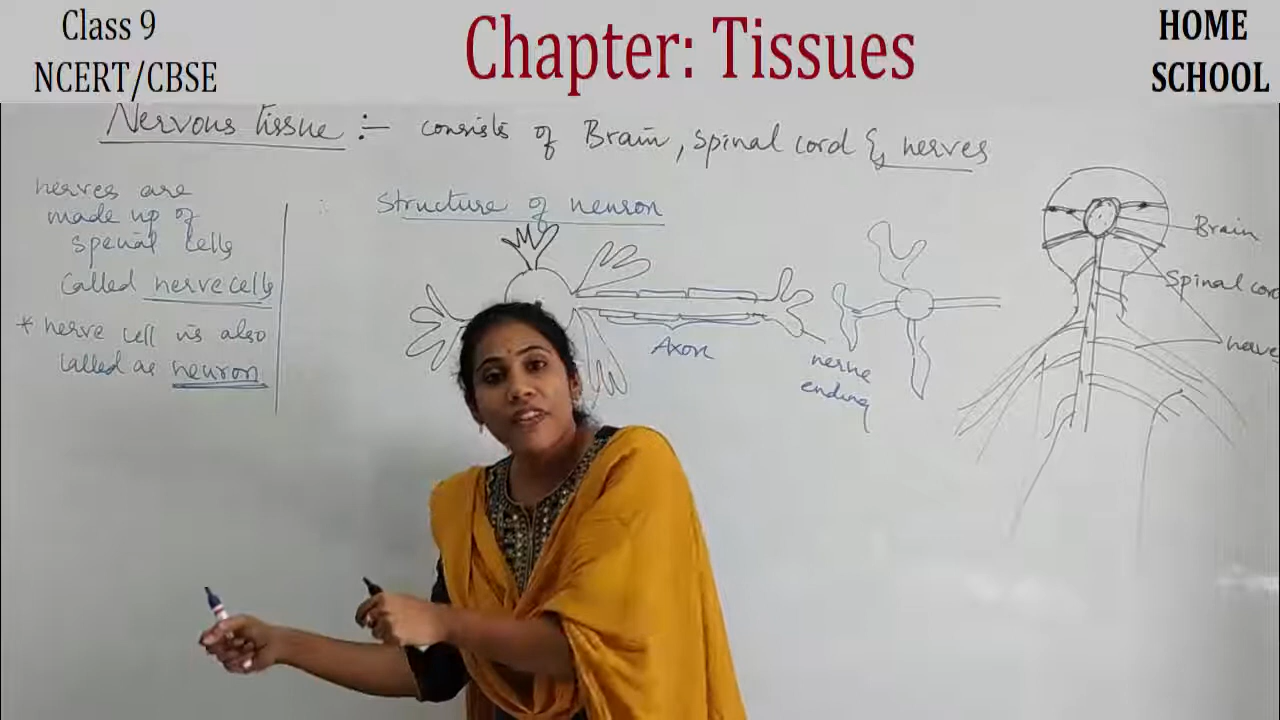 Class 9
NCERT/CBSE
Chapter: Tissues
HOME
SCHOOL
Nervous tissue :- consists of Brain, spinal cord & nerves
nerves are
made up of
special cells
called nerve cells
* nerve cell is also
called as neuron
structure of neuron
Axon
nerve
ending
Brain
Spinal cord
nerve